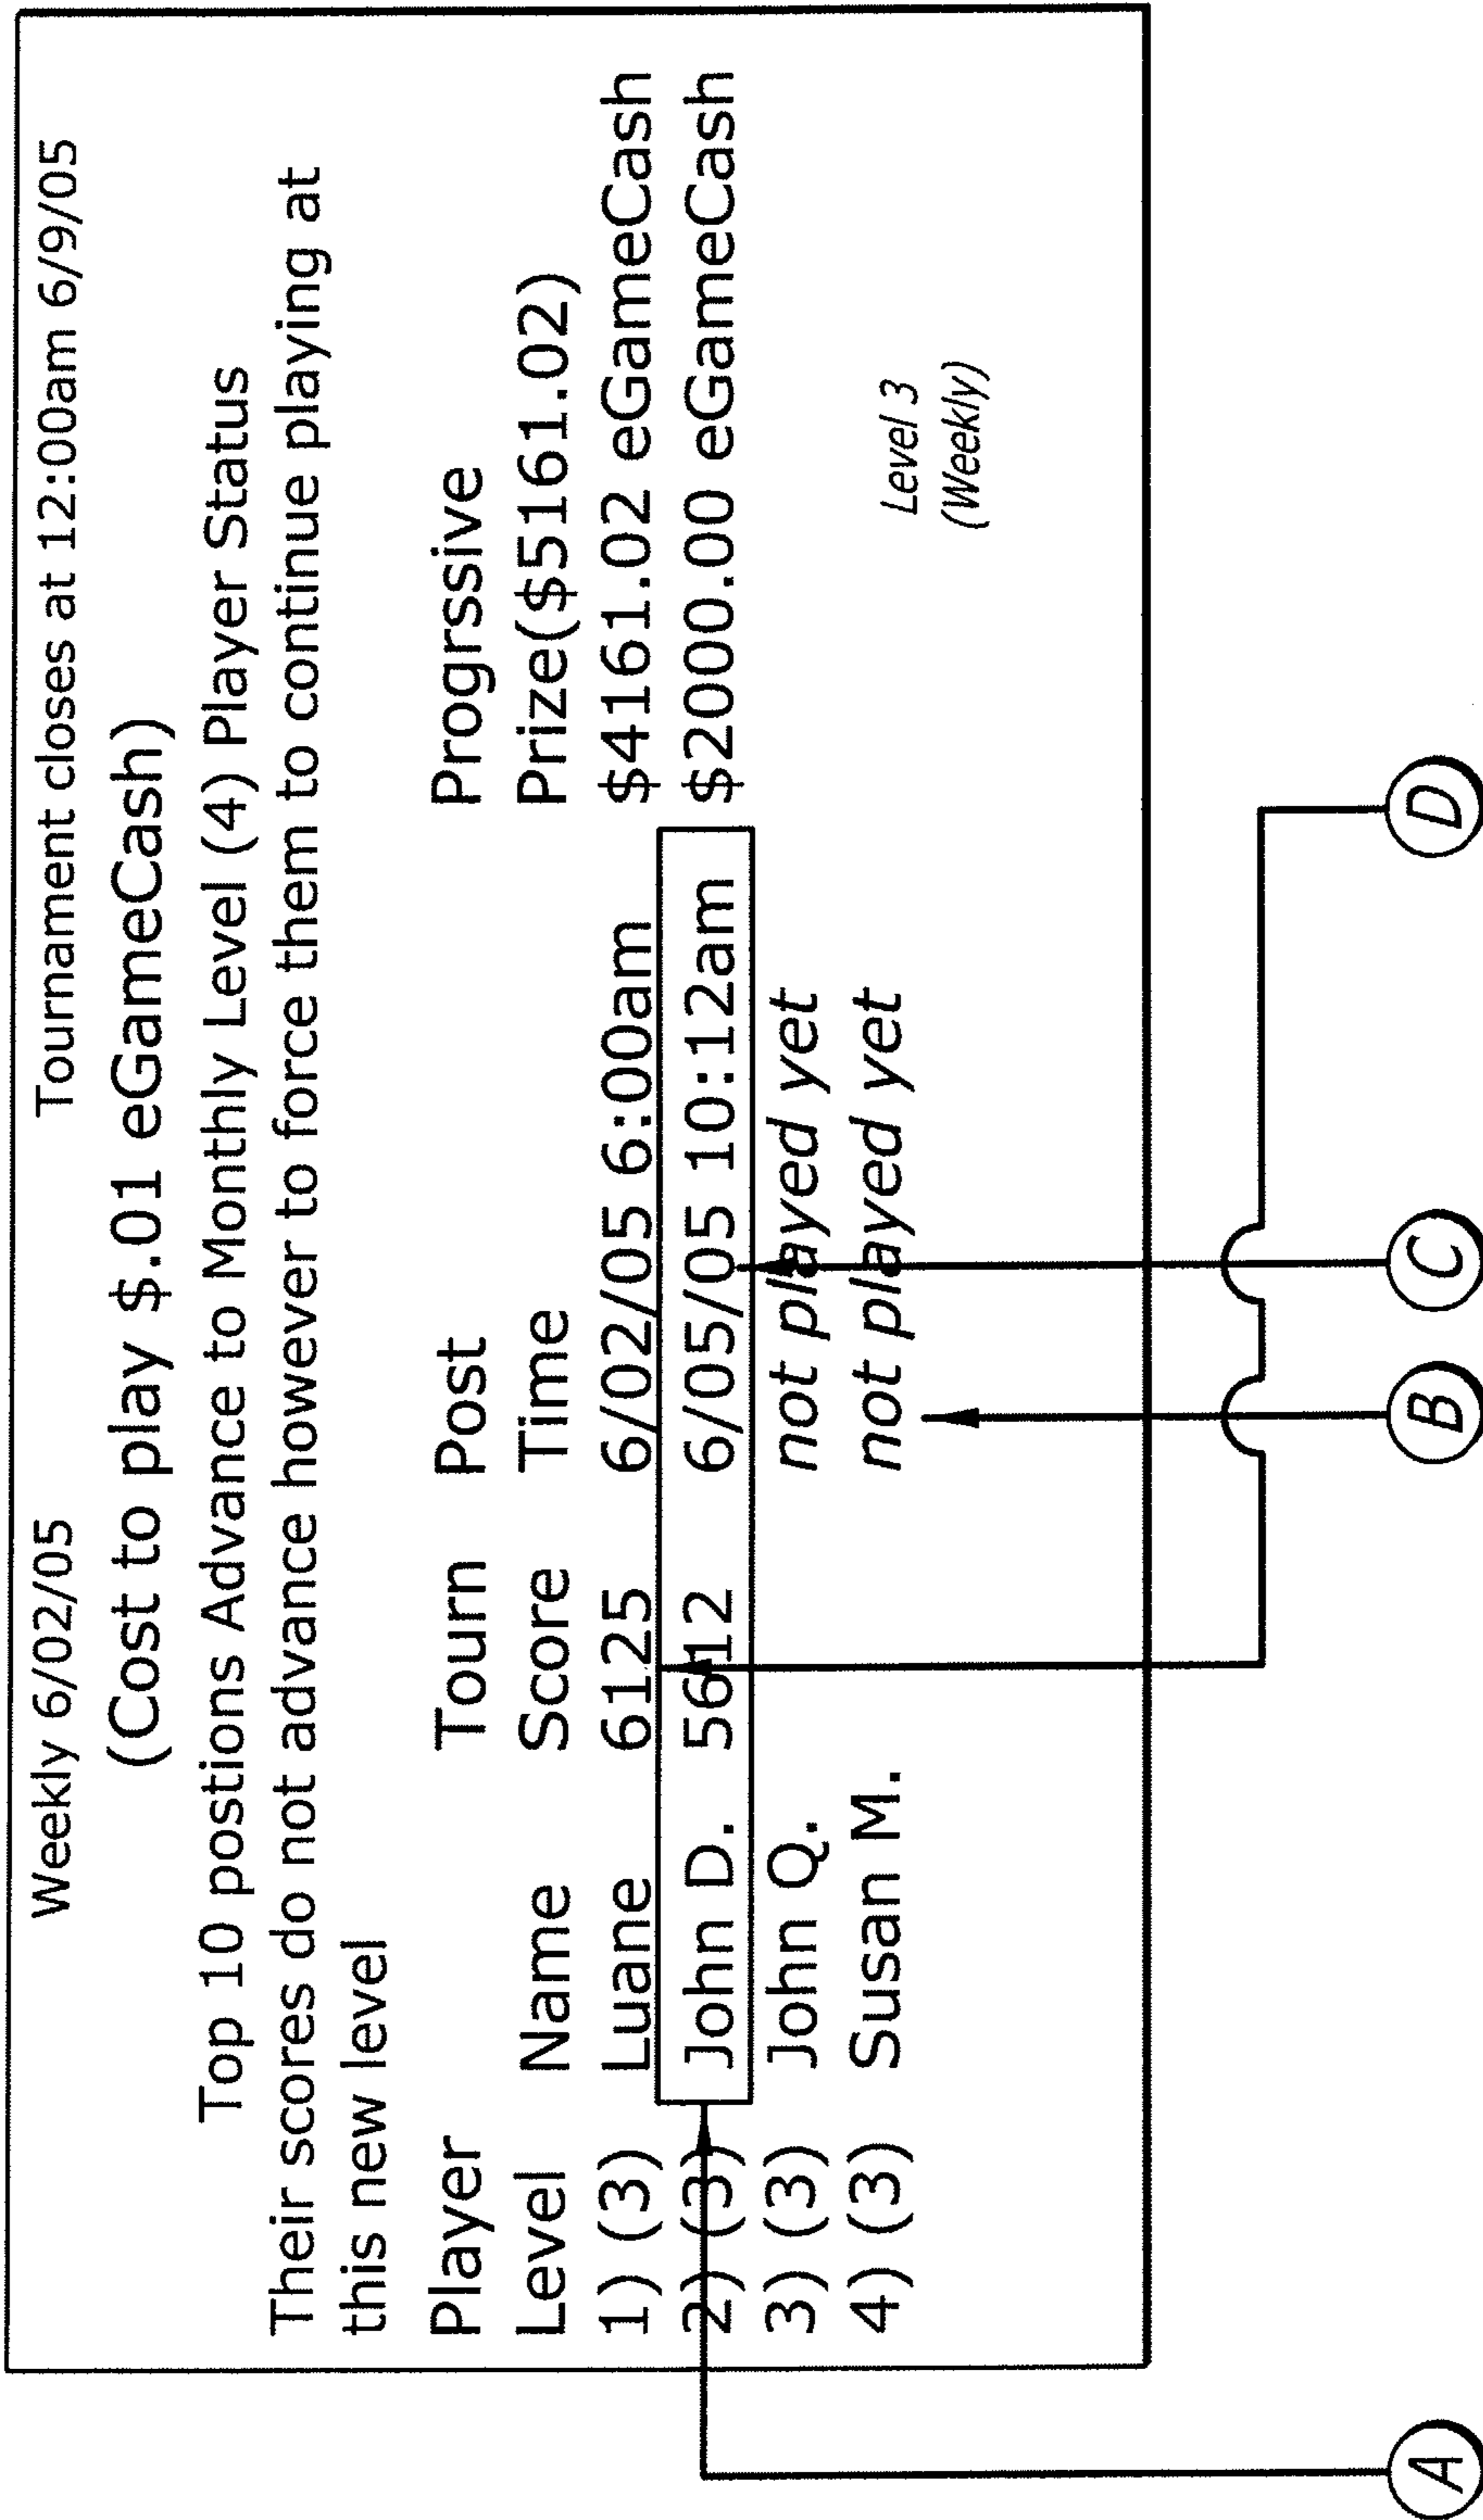 Weekly 6/02/05 Tournament closes at 12:00am 6/9/05
(Cost to play $.01 eGameCash)
Top 10 postions Advance to Monthly Level (4) Player Status
Their scores do not advance however to force them to continue playing at
this new level
Player Tourn Post Progrssive
Level Name Score Time Prize($5161.02)
1) (3) Luane 6125 6/02/05 6:00am $4161.02 eGameCash
2) (3) John D. 5612 6/05/05 10:12am $2000.00 eGameCash
3) (3) John Q. not played yet
4) (3) Susan M. not played yet
Level 3
(Weekly)
A B C D